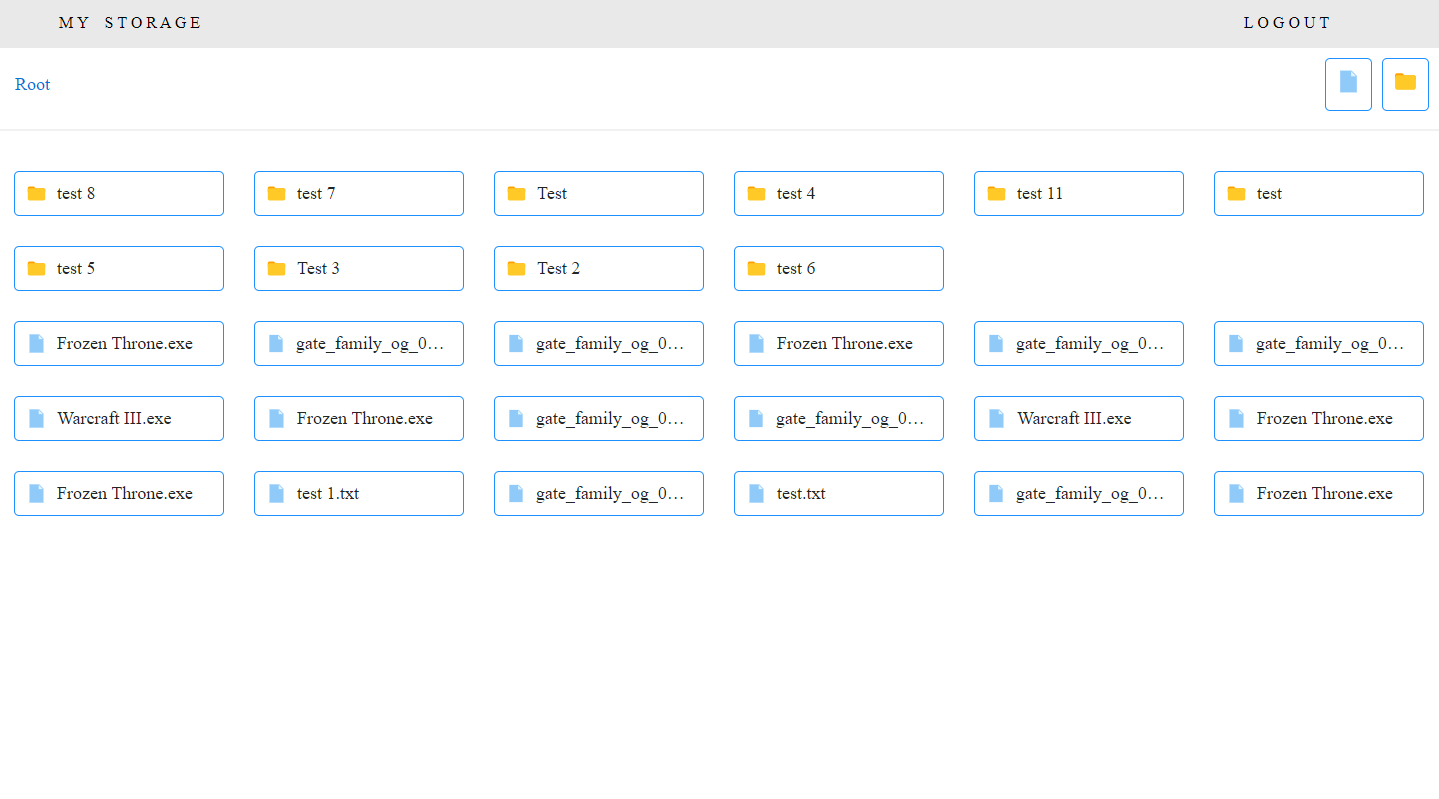 MY STORAGE LOGOUT
Root
test 8 test 7 Test test 4 test 11 test
test 5 Test 3 Test 2 test 6
Frozen Throne.exe gate_family_og_0… gate_family_og_0… Frozen Throne.exe gate_family_og_0… gate_family_og_0…
Warcraft III.exe Frozen Throne.exe gate_family_og_0… gate_family_og_0… Warcraft III.exe Frozen Throne.exe
Frozen Throne.exe test 1.txt gate_family_og_0… test.txt gate_family_og_0… Frozen Throne.exe